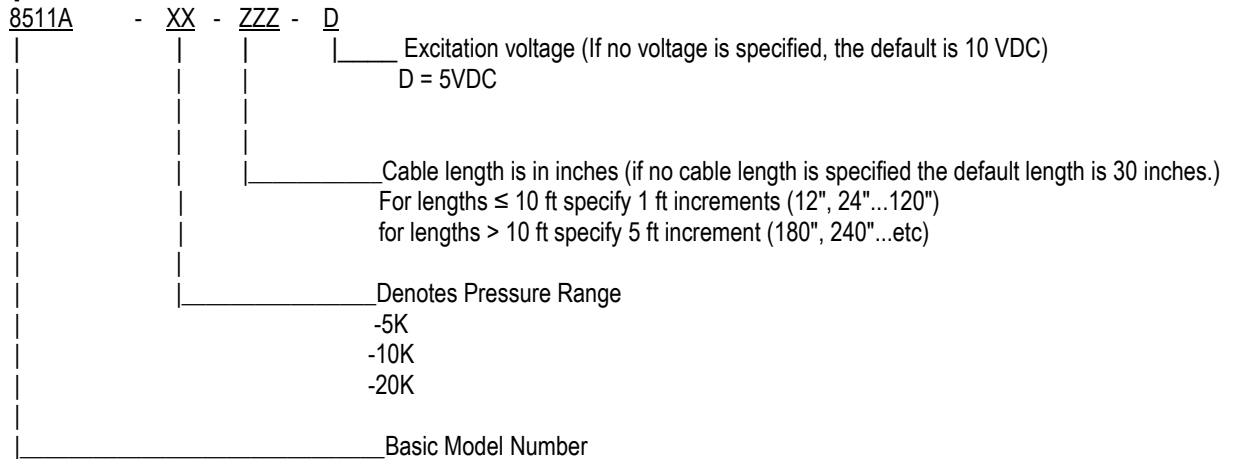 8511A - XX - ZZZ - D
Excitation voltage (If no voltage is specified, the default is 10 VDC)
D = 5VDC
Cable length is in inches (if no cable length is specified the default length is 30 inches.)
For lengths ≤ 10 ft specify 1 ft increments (12", 24"...120")
for lengths > 10 ft specify 5 ft increment (180", 240"...etc)
Denotes Pressure Range
-5K
-10K
-20K
Basic Model Number